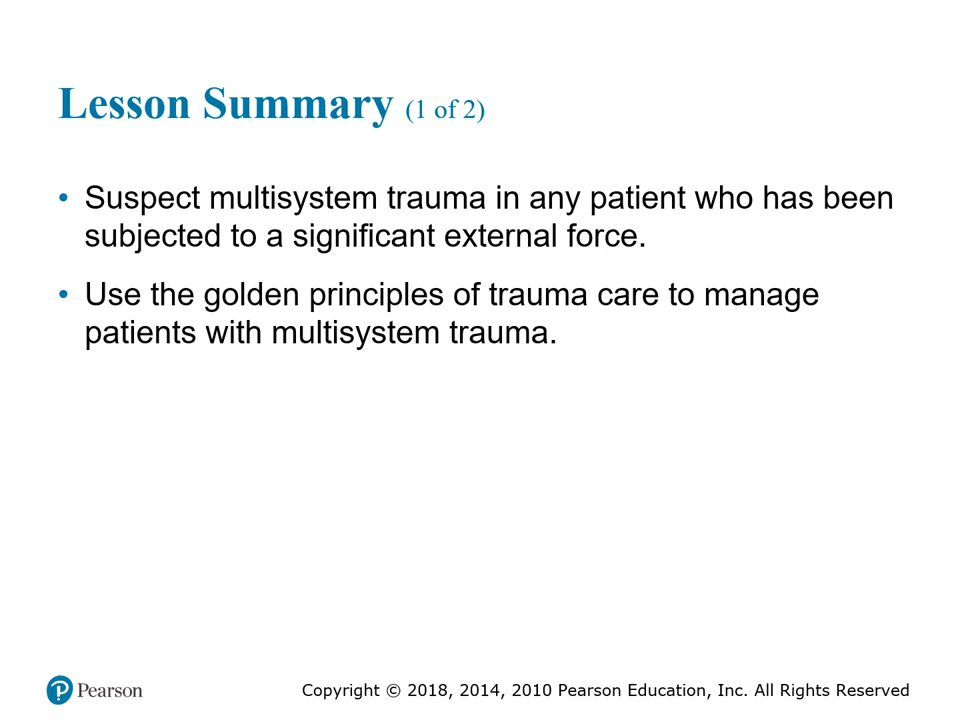 Lesson Summary (1 of 2)
• Suspect multisystem trauma in any patient who has been
subjected to a significant external force.
• Use the golden principles of trauma care to manage
patients with multisystem trauma.
Pearson
Copyright © 2018, 2014, 2010 Pearson Education, Inc. All Rights Reserved